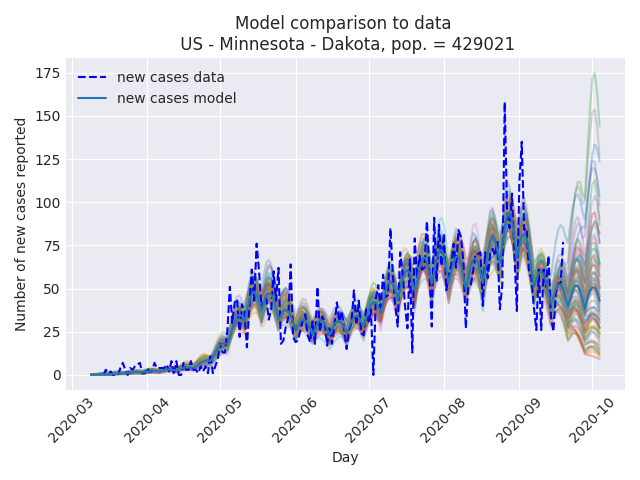 Model comparison to data
US - Minnesota - Dakota, pop. = 429021
new cases data
new cases model
Number of new cases reported
175
150
125
100
75
50
25
0
2020-03
2020-04
2020-05
2020-06
2020-07
2020-08
2020-09
2020-10
Day